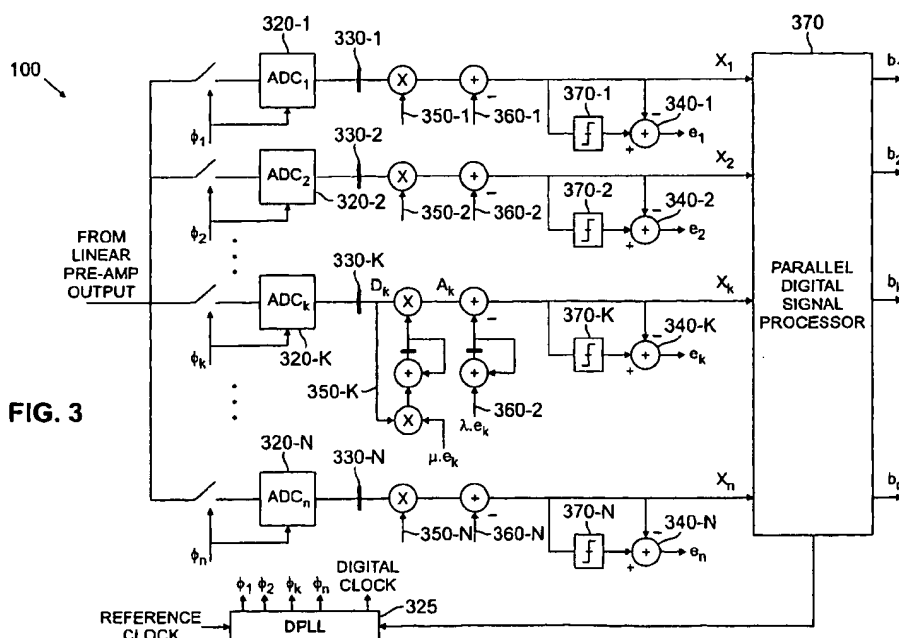 320-1
330-1
370
100
ADC1
X
+
−
350-1
360-1
370-1
X1
−
340-1
+
+
e1
b1
ϕ1
330-2
ADC2
320-2
X
+
−
350-2
360-2
370-2
X2
−
340-2
+
+
e2
b2
ϕ2
FROM
LINEAR
PRE-AMP
OUTPUT
330-K
Dk
Ak
ADCk
320-K
X
+
−
370-K
Xk
−
340-K
+
+
ek
bk
PARALLEL
DIGITAL
SIGNAL
PROCESSOR
ϕk
350-K
+
+
360-2
X
λ.ek
μ.ek
FIG. 3
320-N
330-N
ADCn
X
+
−
350-N
360-N
370-N
Xn
−
340-N
+
+
en
ϕn
ϕ1 ϕ2 ϕk ϕn
DIGITAL
CLOCK
325
REFERENCE
CLOCK
DPLL